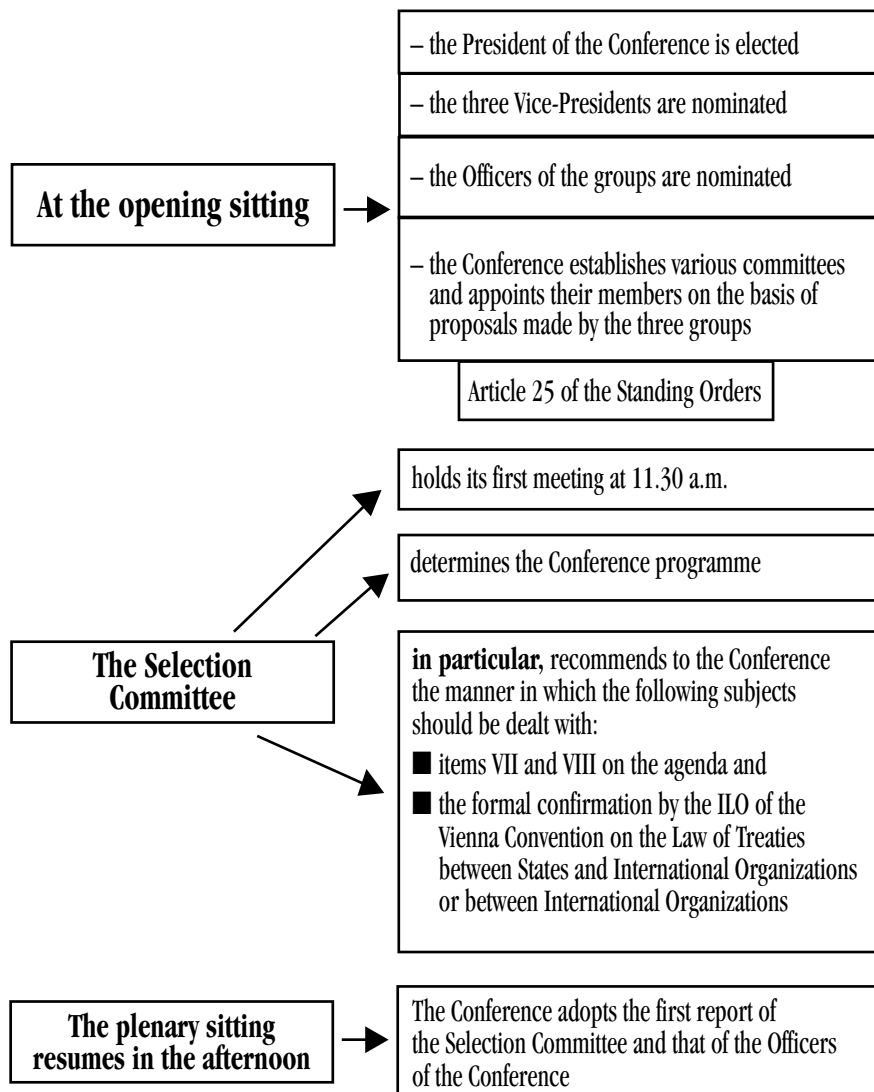 – the President of the Conference is elected
– the three Vice-Presidents are nominated
At the opening sitting
– the Officers of the groups are nominated
– the Conference establishes various committees
and appoints their members on the basis of
proposals made by the three groups
Article 25 of the Standing Orders
holds its first meeting at 11.30 a.m.
determines the Conference programme
The Selection
Committee
in particular, recommends to the Conference
the manner in which the following subjects
should be dealt with:
■ items VII and VIII on the agenda and
■ the formal confirmation by the ILO of the
Vienna Convention on the Law of Treaties
between States and International Organizations
or between International Organizations
The plenary sitting
resumes in the afternoon
The Conference adopts the first report of
the Selection Committee and that of the Officers
of the Conference